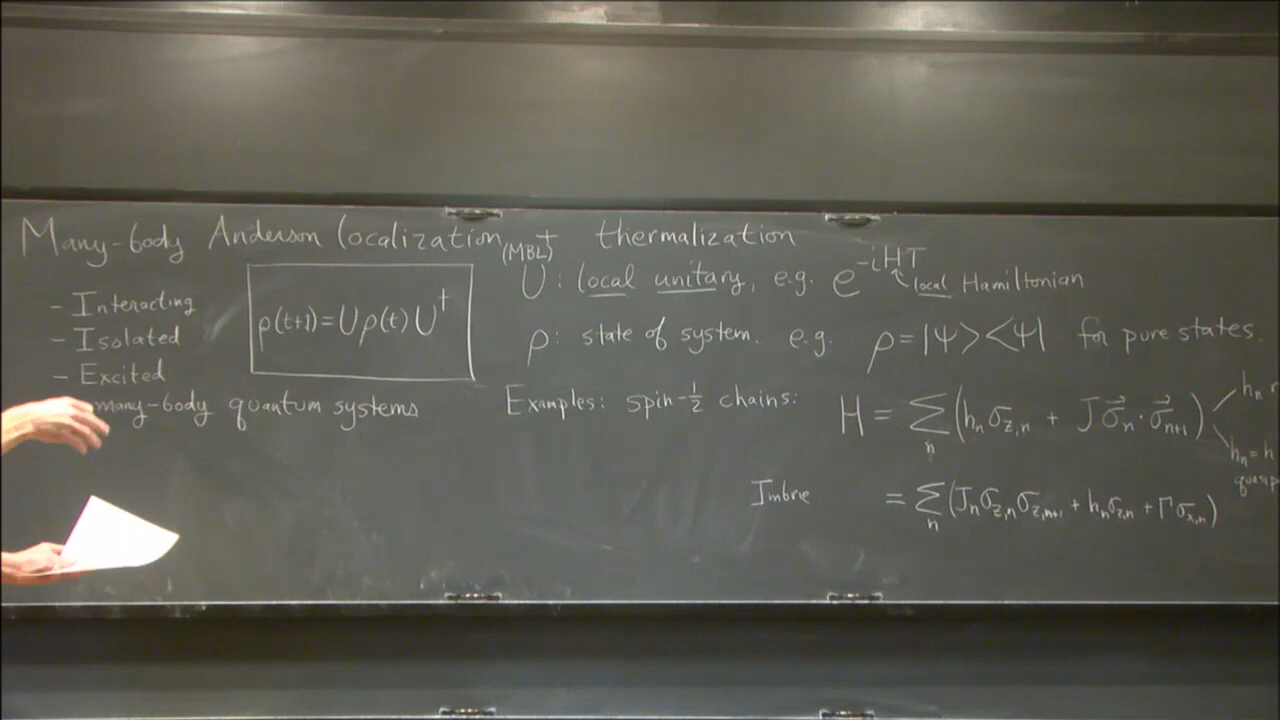 Many-body Anderson localization (MBL) + thermalization
- Interacting
- Isolated
- Excited
many-body quantum systems
ρ(t+1) = Uρ(t)U†
U: local unitary, e.g. e^{-iHT}
local Hamiltonian
ρ: state of system. e.g. ρ=|ψ><ψ| for pure states.
Examples: spin-1/2 chains: H = Σ_n (h_n σ_{z,n} + J σ⃗_n · σ⃗_{n+1})
h_n
h_n = h
Imbrie = Σ_n (J_n σ_{z,n} σ_{z,n+1} + h_n σ_{z,n} + Γ σ_{x,n})